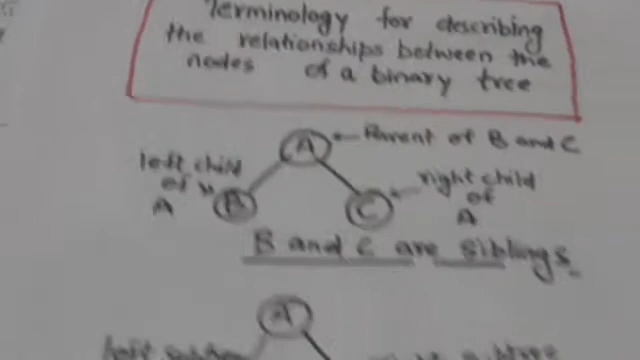 Terminology for describing
the relationships between the
nodes of a binary tree
A
Parent of B and C
left child
of
A
B
C
right child
of
A
B and C are siblings.
A
left